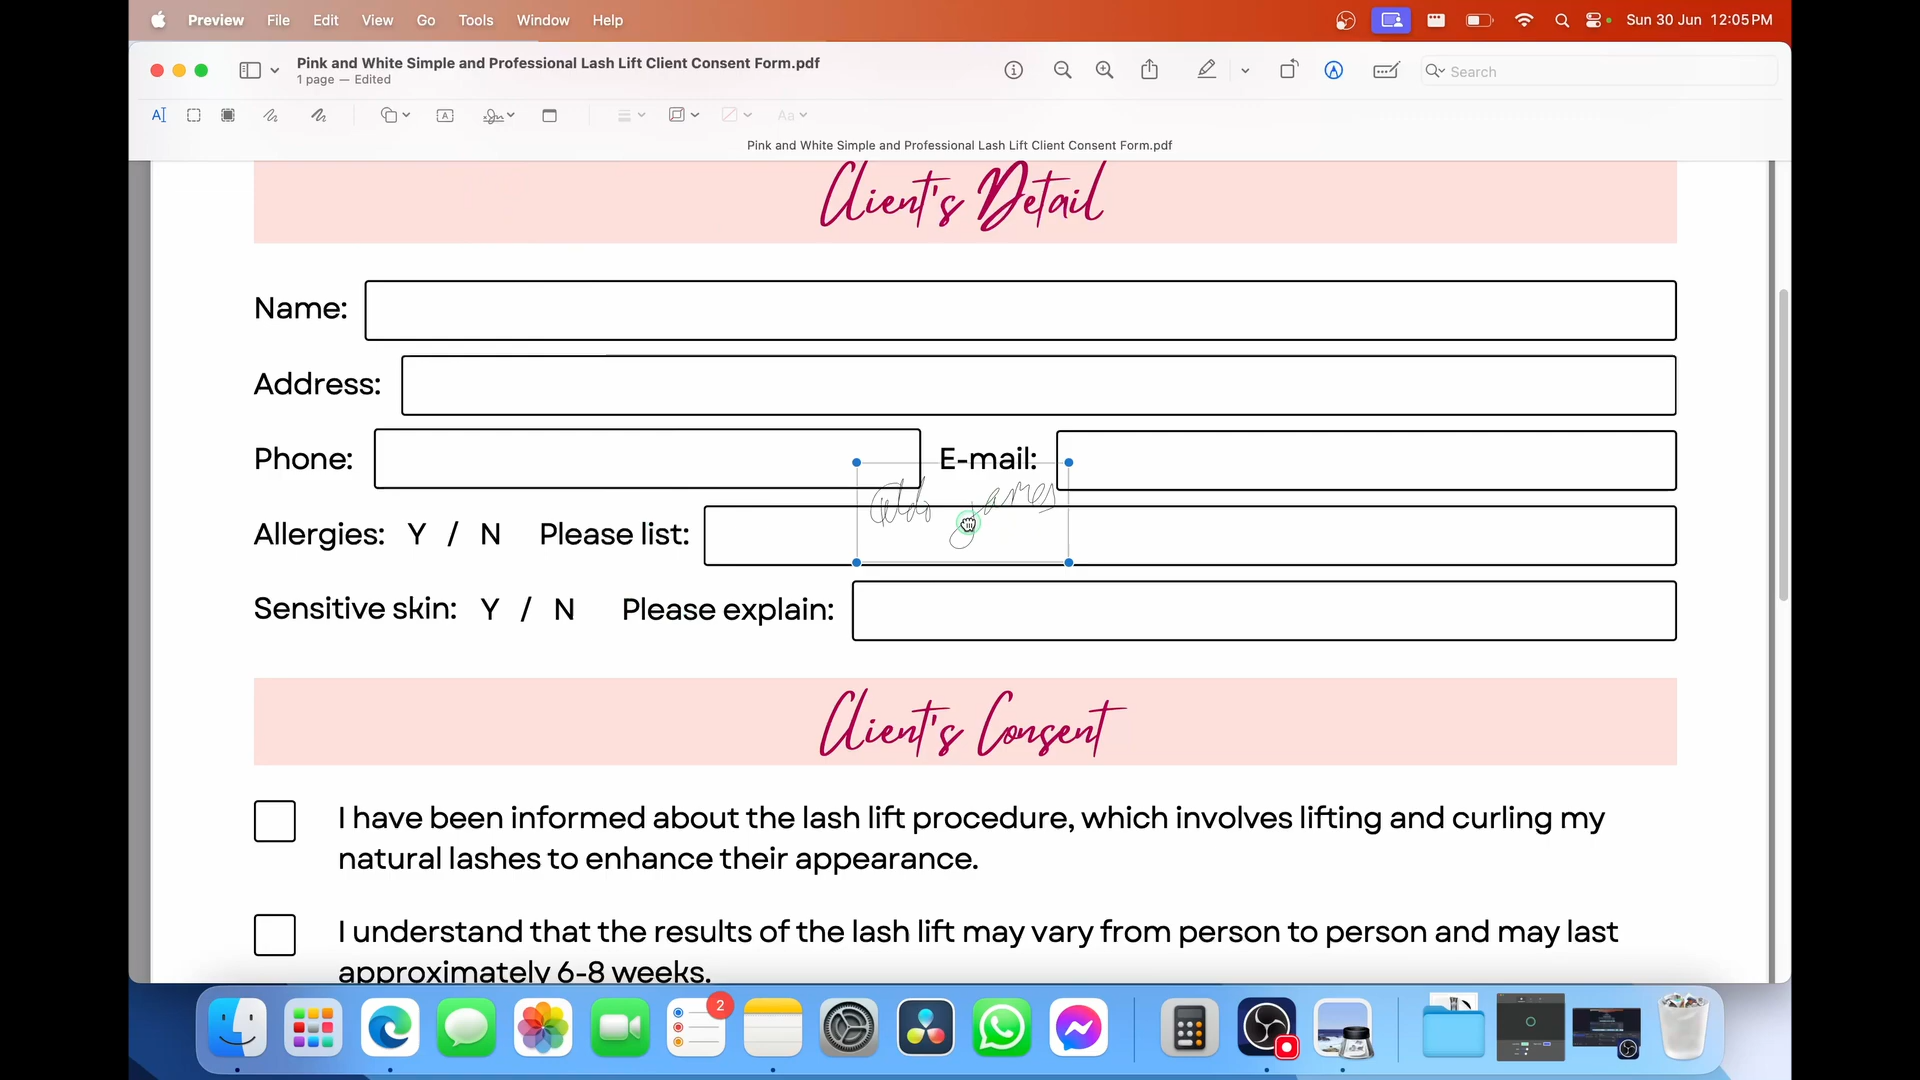 Preview File Edit View Go Tools Window Help Sun 30 Jun 12:05 PM
Pink and White Simple and Professional Lash Lift Client Consent Form.pdf
1 page — Edited
Search
Pink and White Simple and Professional Lash Lift Client Consent Form.pdf
Client's Detail
Name:
Address:
Phone: E-mail:
James
Allergies: Y / N Please list:
Sensitive skin: Y / N Please explain:
Client's Consent
I have been informed about the lash lift procedure, which involves lifting and curling my
natural lashes to enhance their appearance.
I understand that the results of the lash lift may vary from person to person and may last
approximately 6-8 weeks.
2